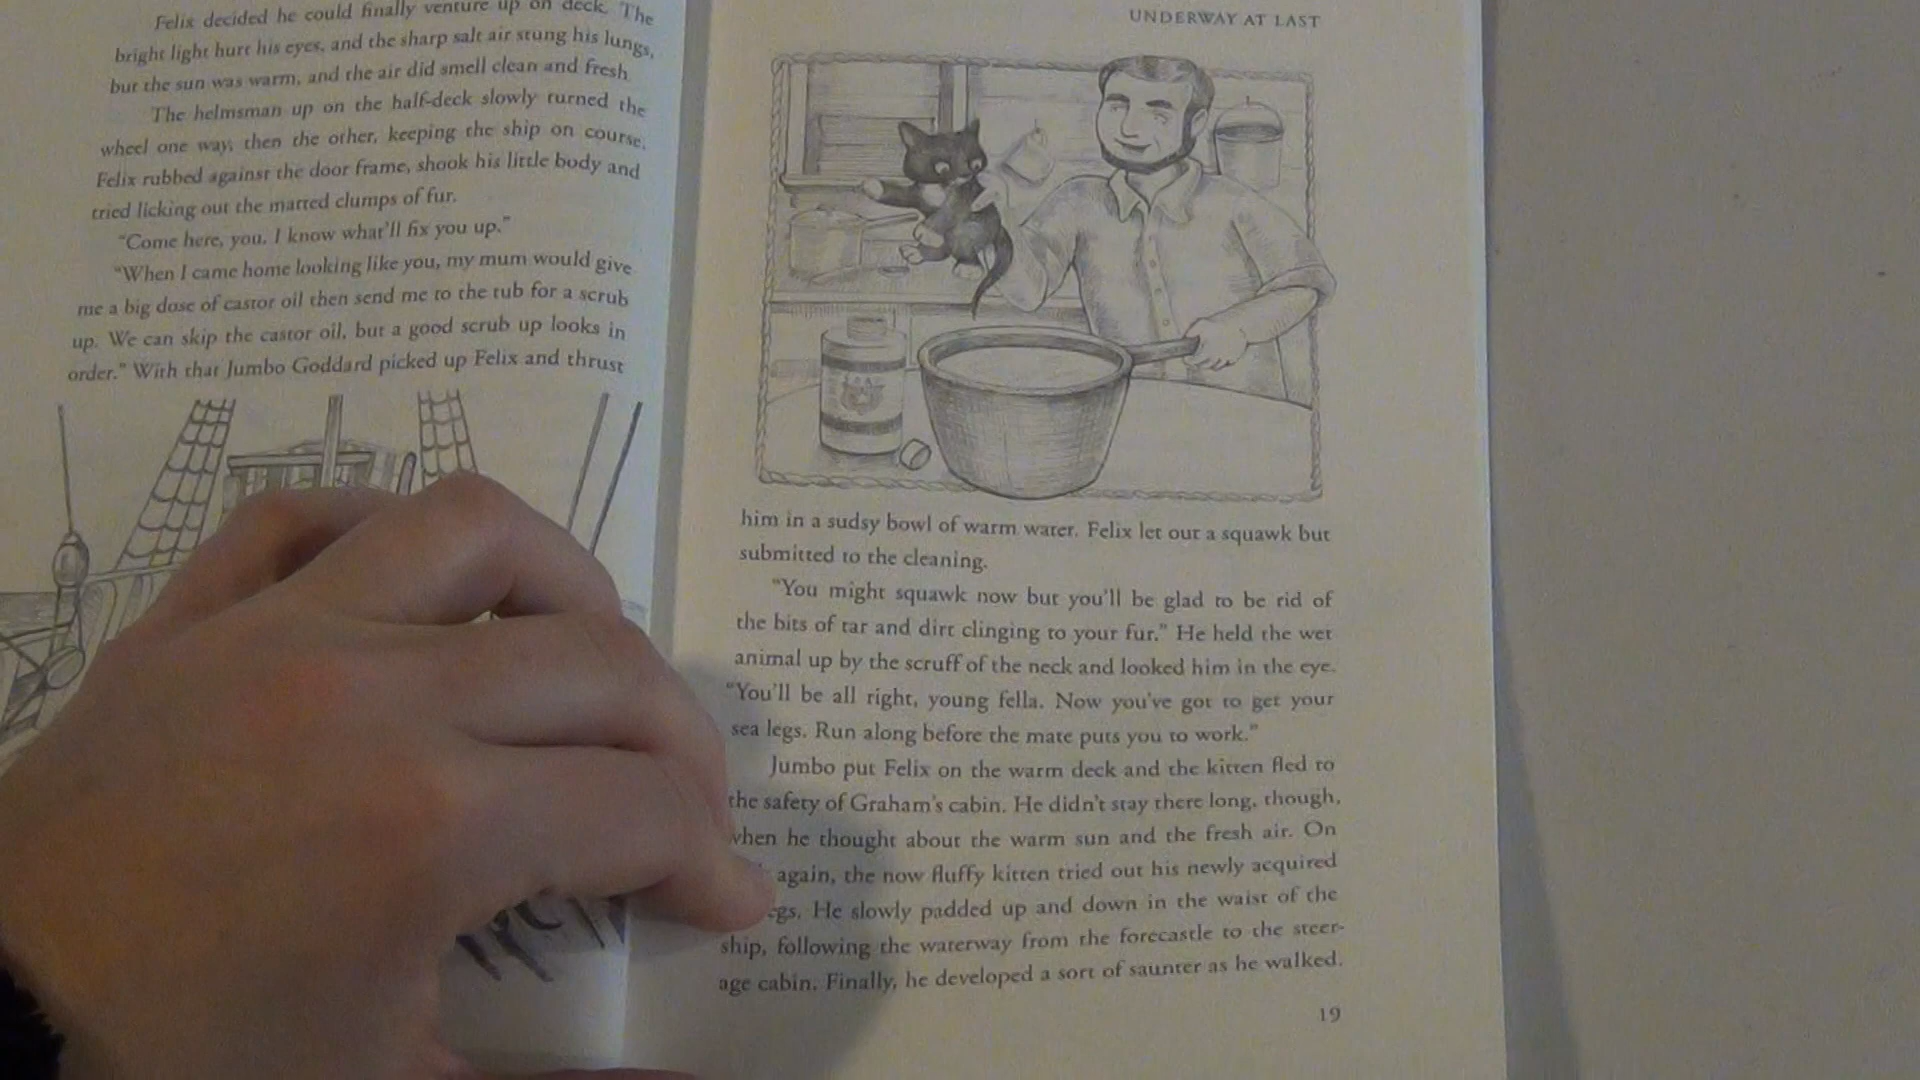 Felix decided he could finally venture up on deck. The
bright light hurt his eyes, and the sharp salt air stung his lungs,
but the sun was warm, and the air did smell clean and fresh.
The helmsman up on the half-deck slowly turned the
wheel one way, then the other, keeping the ship on course.
Felix rubbed against the door frame, shook his little body and
tried licking out the matted clumps of fur.
"Come here, you. I know what'll fix you up."
"When I came home looking like you, my mum would give
me a big dose of castor oil then send me to the tub for a scrub
up. We can skip the castor oil, but a good scrub up looks in
order." With that Jumbo Goddard picked up Felix and thrust
UNDERWAY AT LAST
him in a sudsy bowl of warm water. Felix let out a squawk but
submitted to the cleaning.
"You might squawk now but you'll be glad to be rid of
the bits of tar and dirt clinging to your fur." He held the wet
animal up by the scruff of the neck and looked him in the eye.
"You'll be all right, young fella. Now you've got to get your
sea legs. Run along before the mate puts you to work."
Jumbo put Felix on the warm deck and the kitten fled to
the safety of Graham's cabin. He didn't stay there long, though,
when he thought about the warm sun and the fresh air. On
again, the now fluffy kitten tried out his newly acquired
egs. He slowly padded up and down in the waist of the
ship, following the waterway from the forecastle to the steer-
age cabin. Finally, he developed a sort of saunter as he walked.
19